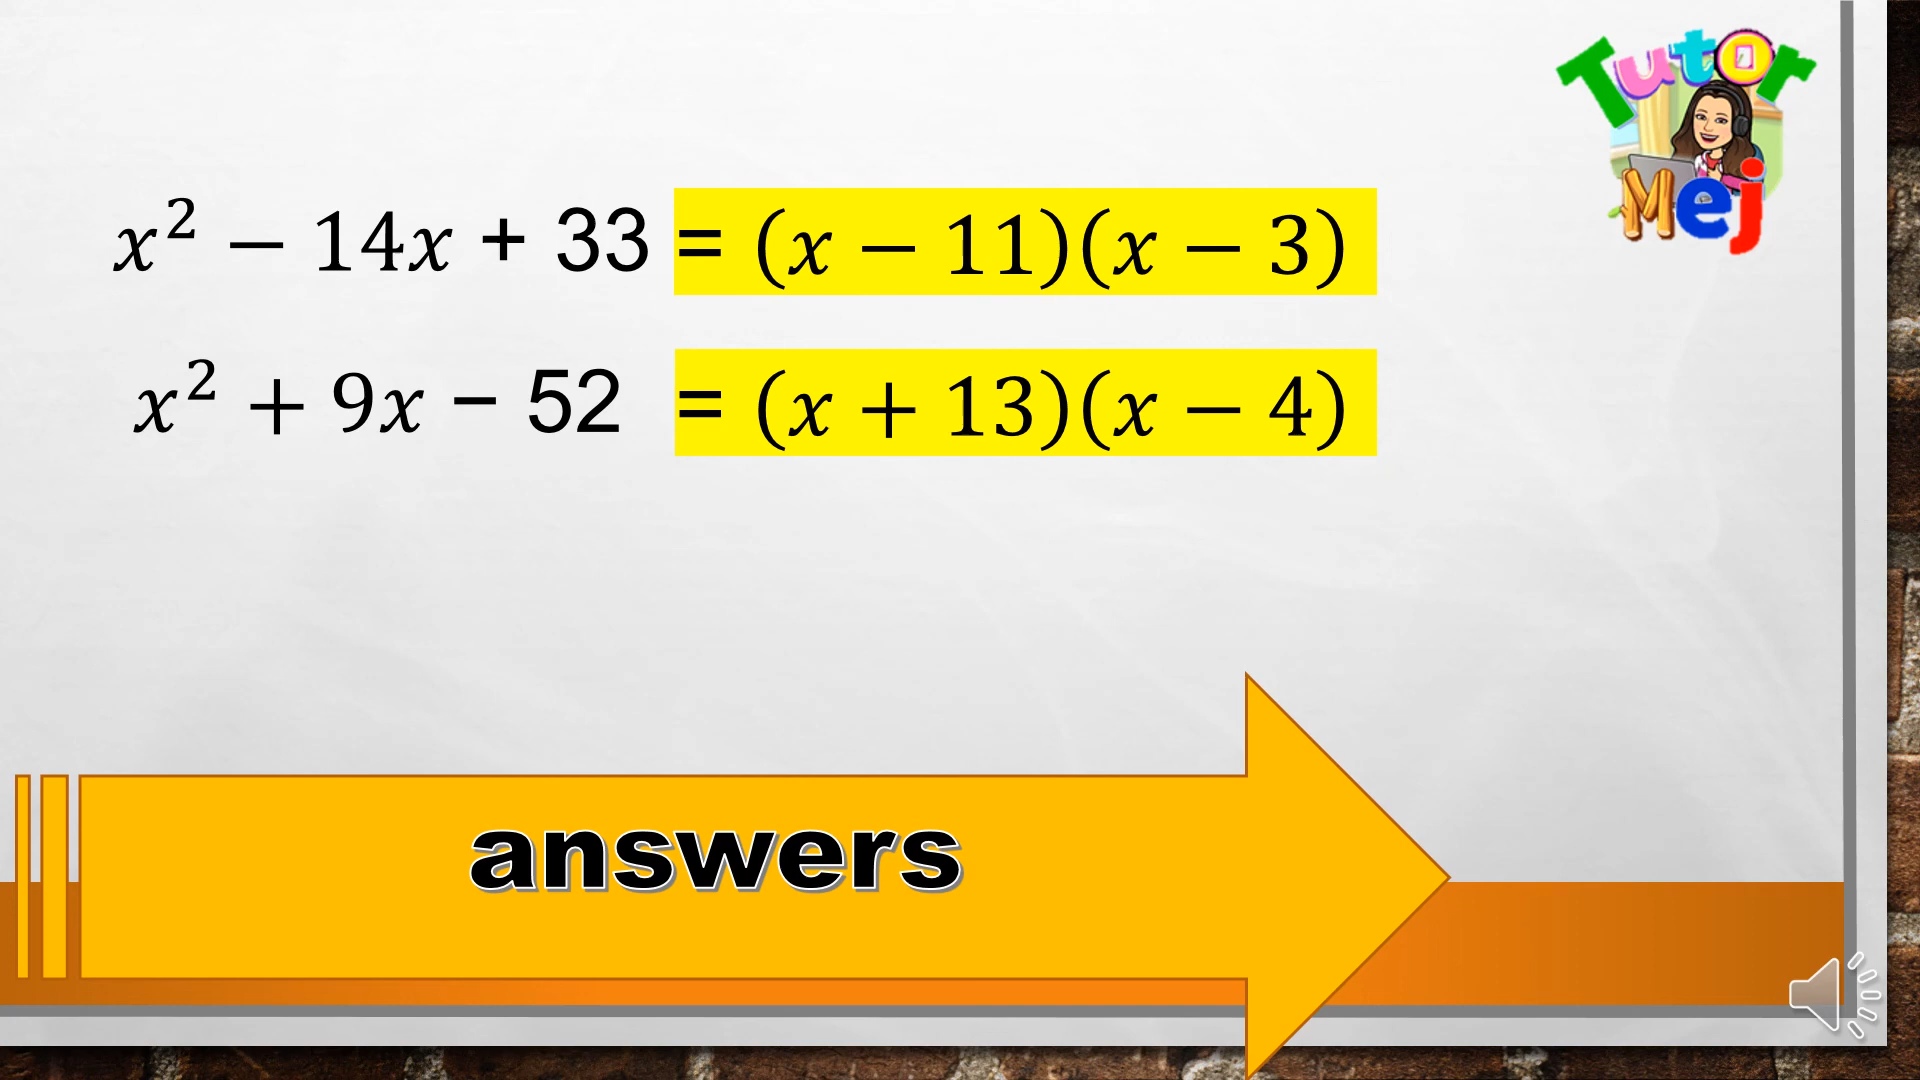 Tutor
Mej
x² − 14x + 33 = (x − 11)(x − 3)
x² + 9x − 52 = (x + 13)(x − 4)
answers